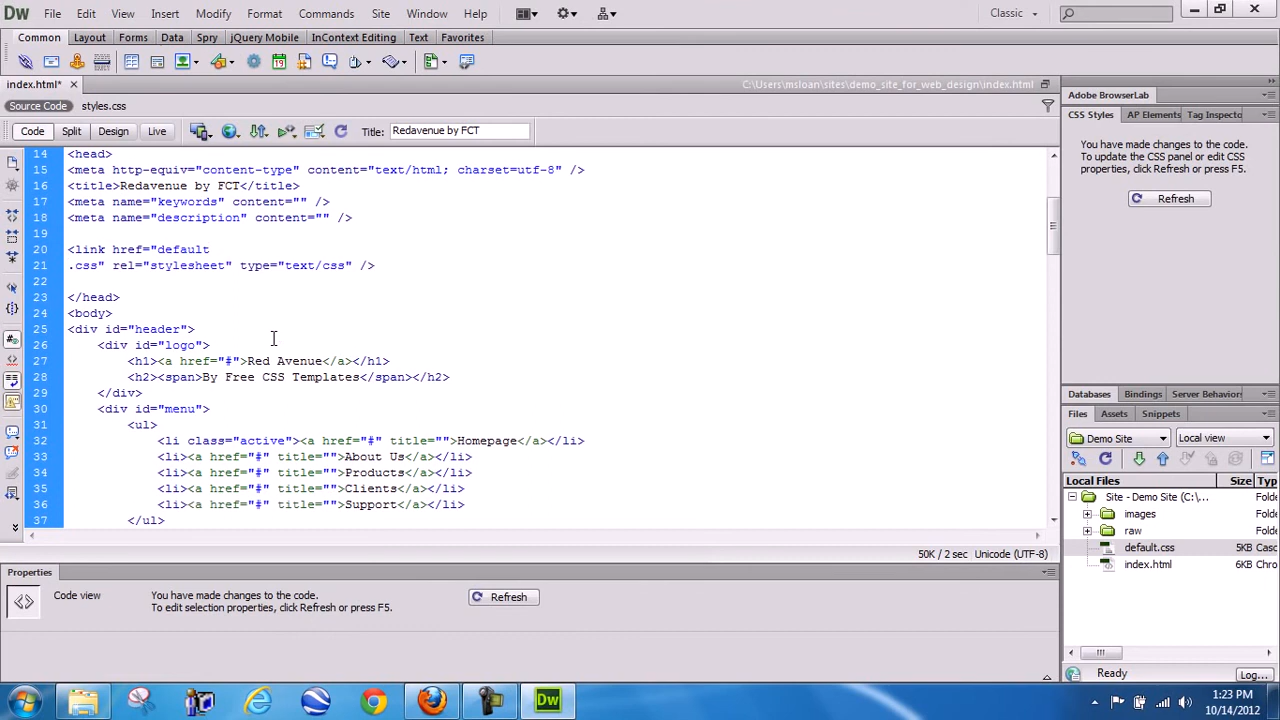 Dw File Edit View Insert Modify Format Commands Site Window Help Classic
Common Layout Forms Data Spry jQuery Mobile InContext Editing Text Favorites
index.html* C:\Users\msloan\sites\demo_site_for_web_design\index.html
Source Code styles.css
Code Split Design Live Title: Redavenue by FCT
14 <head>
15 <meta http-equiv="content-type" content="text/html; charset=utf-8" />
16 <title>Redavenue by FCT</title>
17 <meta name="keywords" content="" />
18 <meta name="description" content="" />
19
20 <link href="default
21 .css" rel="stylesheet" type="text/css" />
22
23 </head>
24 <body>
25 <div id="header">
26 <div id="logo">
27 <h1><a href="#">Red Avenue</a></h1>
28 <h2><span>By Free CSS Templates</span></h2>
29 </div>
30 <div id="menu">
31 <ul>
32 <li class="active"><a href="#" title="">Homepage</a></li>
33 <li><a href="#" title="">About Us</a></li>
34 <li><a href="#" title="">Products</a></li>
35 <li><a href="#" title="">Clients</a></li>
36 <li><a href="#" title="">Support</a></li>
37 </ul>
50K / 2 sec Unicode (UTF-8)
Properties
Code view
You have made changes to the code.
To edit selection properties, click Refresh or press F5.
Refresh
Adobe BrowserLab
CSS Styles AP Elements Tag Inspecto
You have made changes to the code.
To update the CSS panel or edit CSS
properties, click Refresh or press F5.
Refresh
Databases Bindings Server Behaviors
Files Assets Snippets
Demo Site Local view
Local Files Size Typ
Site - Demo Site (C:\... Folde
images Folde
raw Folde
default.css 5KB Casc
index.html 6KB Chro
Ready Log...
Dw
1:23 PM
10/14/2012